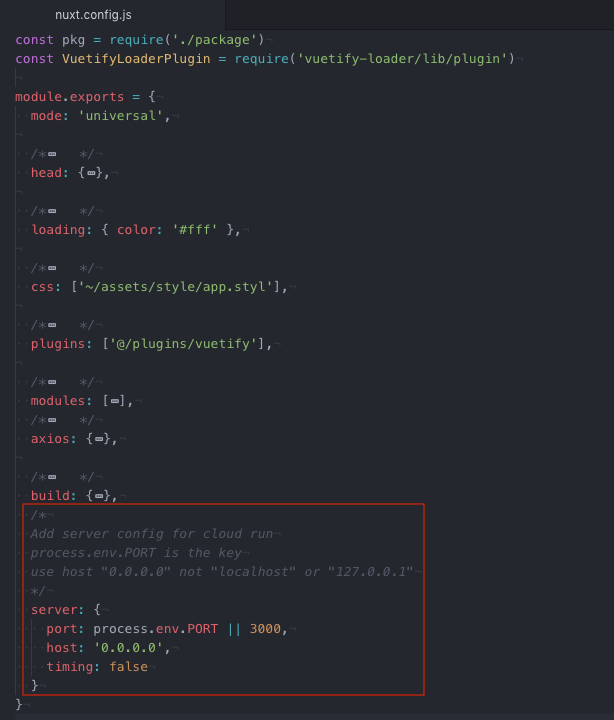 nuxt.config.js
const pkg = require('./package')
const VuetifyLoaderPlugin = require('vuetify-loader/lib/plugin')
module.exports = {
mode: 'universal',
/* */
head: {},
/* */
loading: { color: '#fff' },
/* */
css: ['~/assets/style/app.styl'],
/* */
plugins: ['@/plugins/vuetify'],
/* */
modules: [],
/* */
axios: {},
/* */
build: {},
/*
Add server config for cloud run
process.env.PORT is the key
use host "0.0.0.0" not "localhost" or "127.0.0.1"
*/
server: {
port: process.env.PORT || 3000,
host: '0.0.0.0',
timing: false
}
}